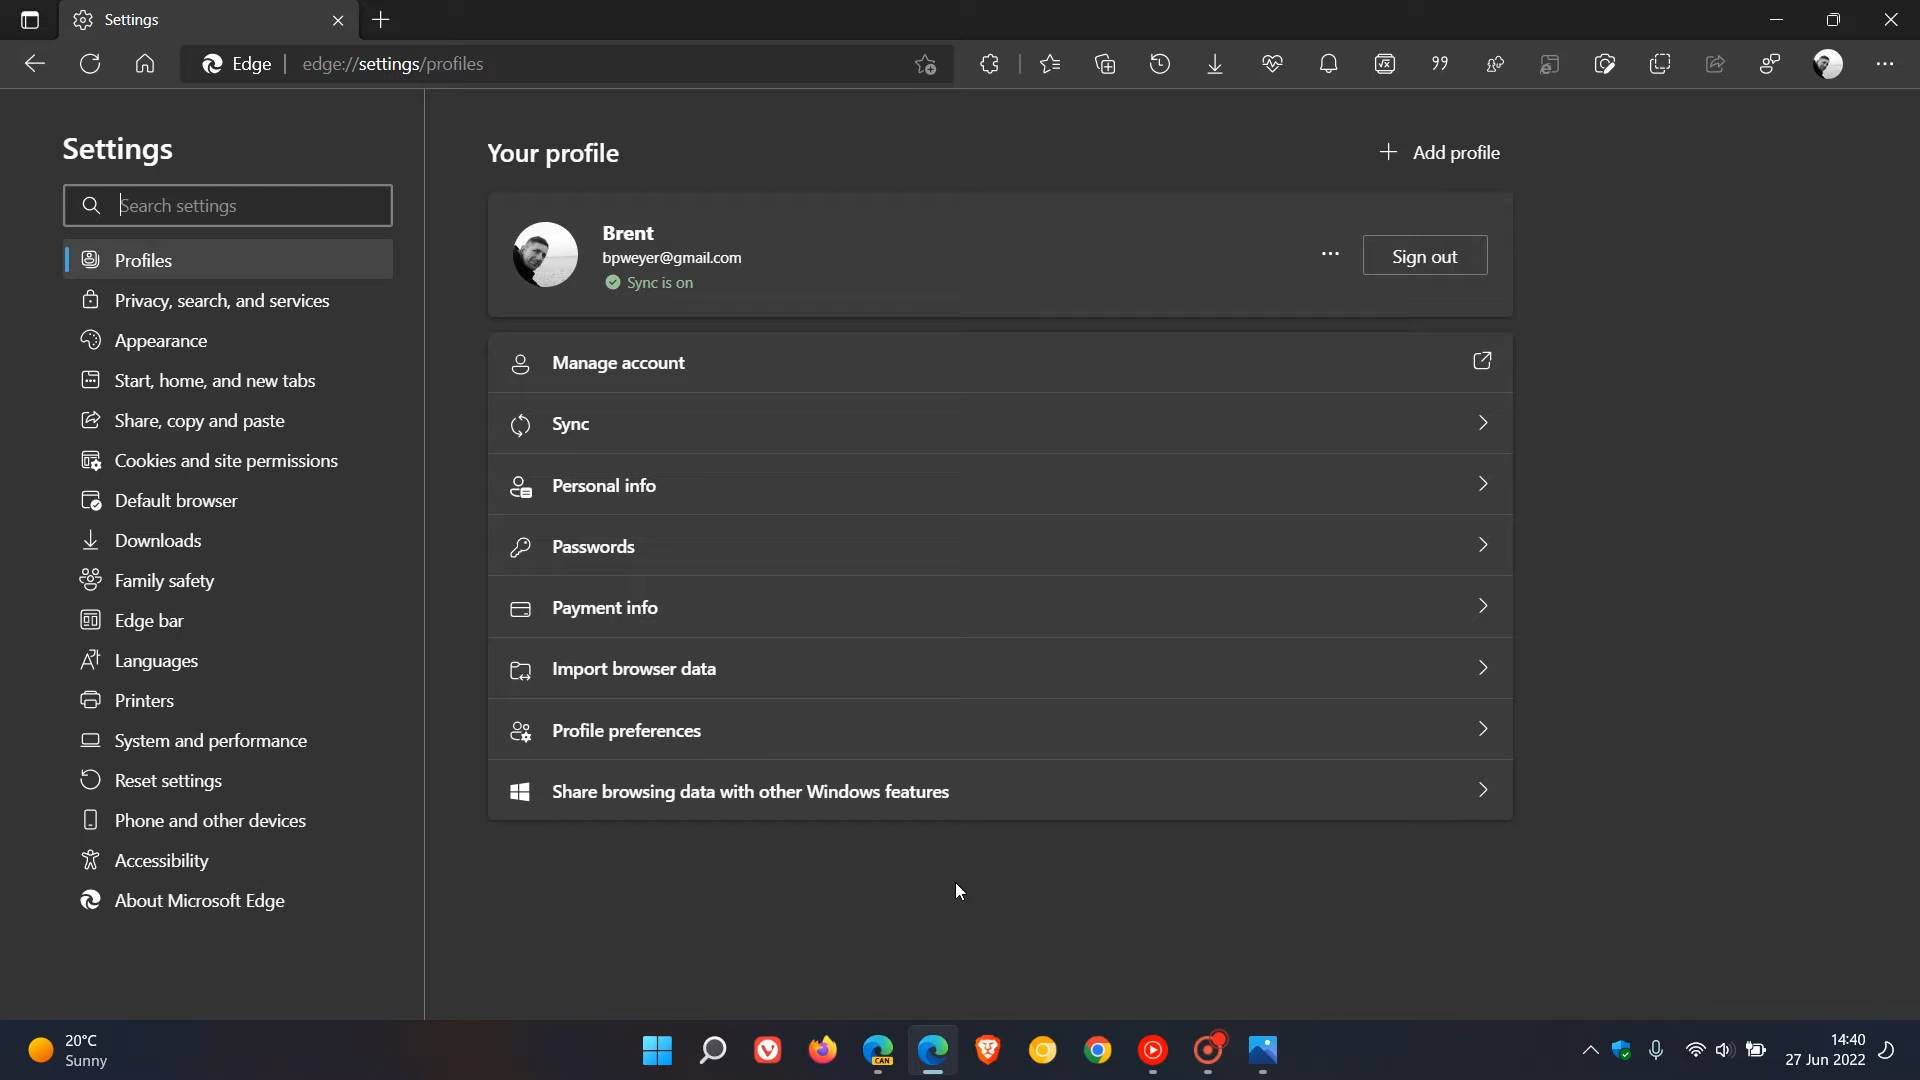 Settings
Edge
edge://settings/profiles
Settings
Search settings
Profiles
Privacy, search, and services
Appearance
Start, home, and new tabs
Share, copy and paste
Cookies and site permissions
Default browser
Downloads
Family safety
Edge bar
Languages
Printers
System and performance
Reset settings
Phone and other devices
Accessibility
About Microsoft Edge
Your profile
Add profile
Brent
bpweyer@gmail.com
Sync is on
Sign out
Manage account
Sync
Personal info
Passwords
Payment info
Import browser data
Profile preferences
Share browsing data with other Windows features
20°C
Sunny
CAN
14:40
27 Jun 2022